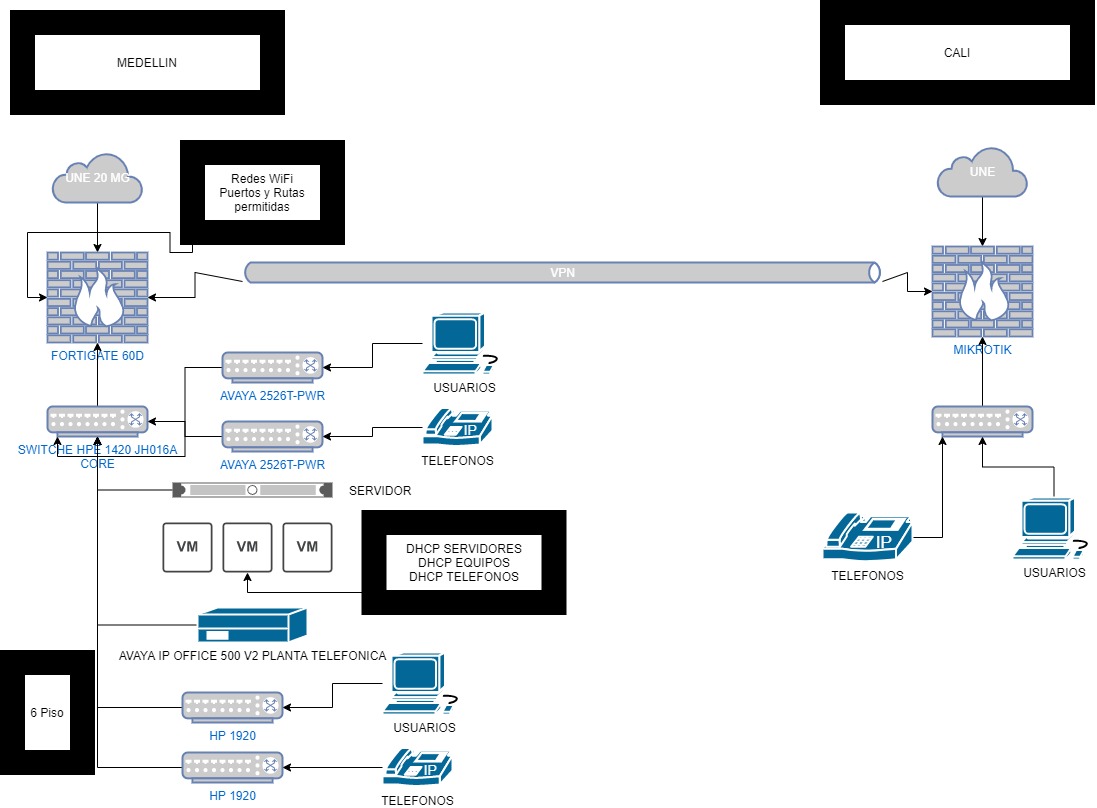 MEDELLIN
CALI
UNE 20 MG
Redes WiFi
Puertos y Rutas
permitidas
UNE
VPN
FORTIGATE 60D
MIKROTIK
USUARIOS
AVAYA 2526T-PWR
IP
TELEFONOS
AVAYA 2526T-PWR
SWITCHE HPE 1420 JH016A
CORE
SERVIDOR
VM
VM
VM
DHCP SERVIDORES
DHCP EQUIPOS
DHCP TELEFONOS
IP
TELEFONOS
USUARIOS
AVAYA IP OFFICE 500 V2 PLANTA TELEFONICA
6 Piso
USUARIOS
HP 1920
IP
TELEFONOS
HP 1920